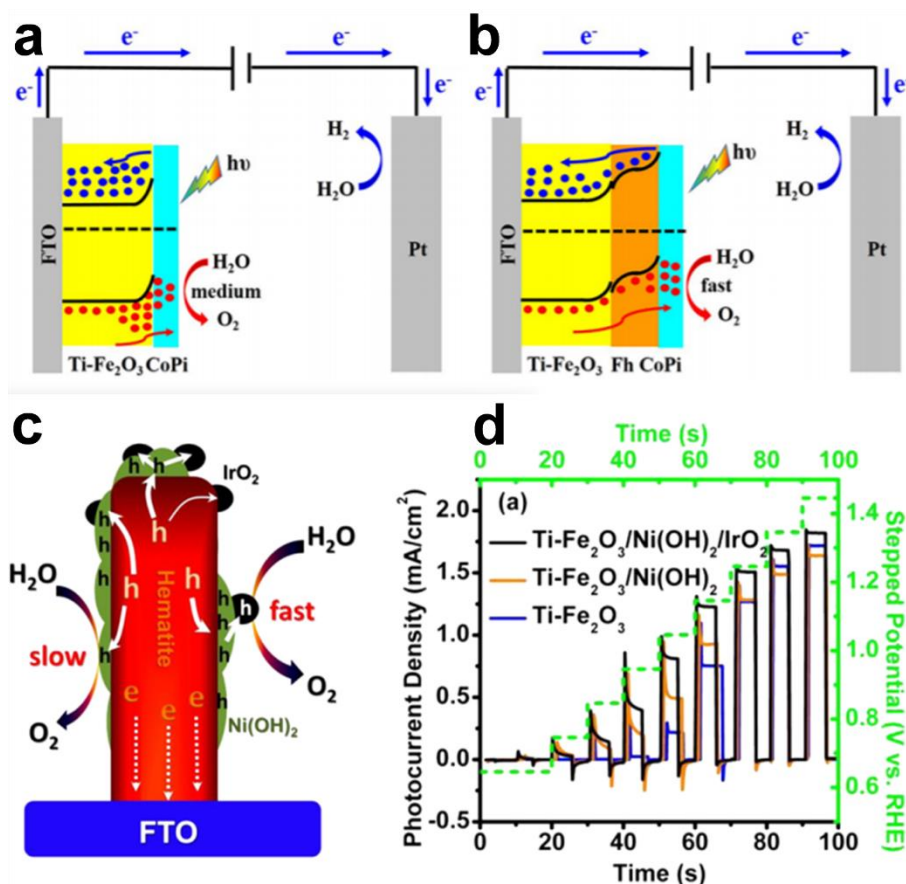 a
e⁻
e⁻
e⁻
e⁻
H₂
H₂O
hυ
FTO
H₂O
medium
O₂
Pt
Ti-Fe₂O₃ CoPi
b
e⁻
e⁻
e⁻
e⁻
H₂
H₂O
hυ
FTO
H₂O
fast
O₂
Pt
Ti-Fe₂O₃ Fh CoPi
c
h
h
IrO₂
h
h
H₂O
h
h
h
h
h
H₂O
Hematite
h
h
fast
slow
h
h
O₂
e
e
e
O₂
h
Ni(OH)₂
FTO
d
Time (s)
0 20 40 60 80 100
(a)
Ti-Fe₂O₃/Ni(OH)₂/IrO₂
Ti-Fe₂O₃/Ni(OH)₂
Ti-Fe₂O₃
Photocurrent Density (mA/cm²)
2.0
1.5
1.0
0.5
0.0
-0.5
Stepped Potential (V vs. RHE)
1.4
1.2
1.0
0.8
0.6
0 20 40 60 80 100
Time (s)